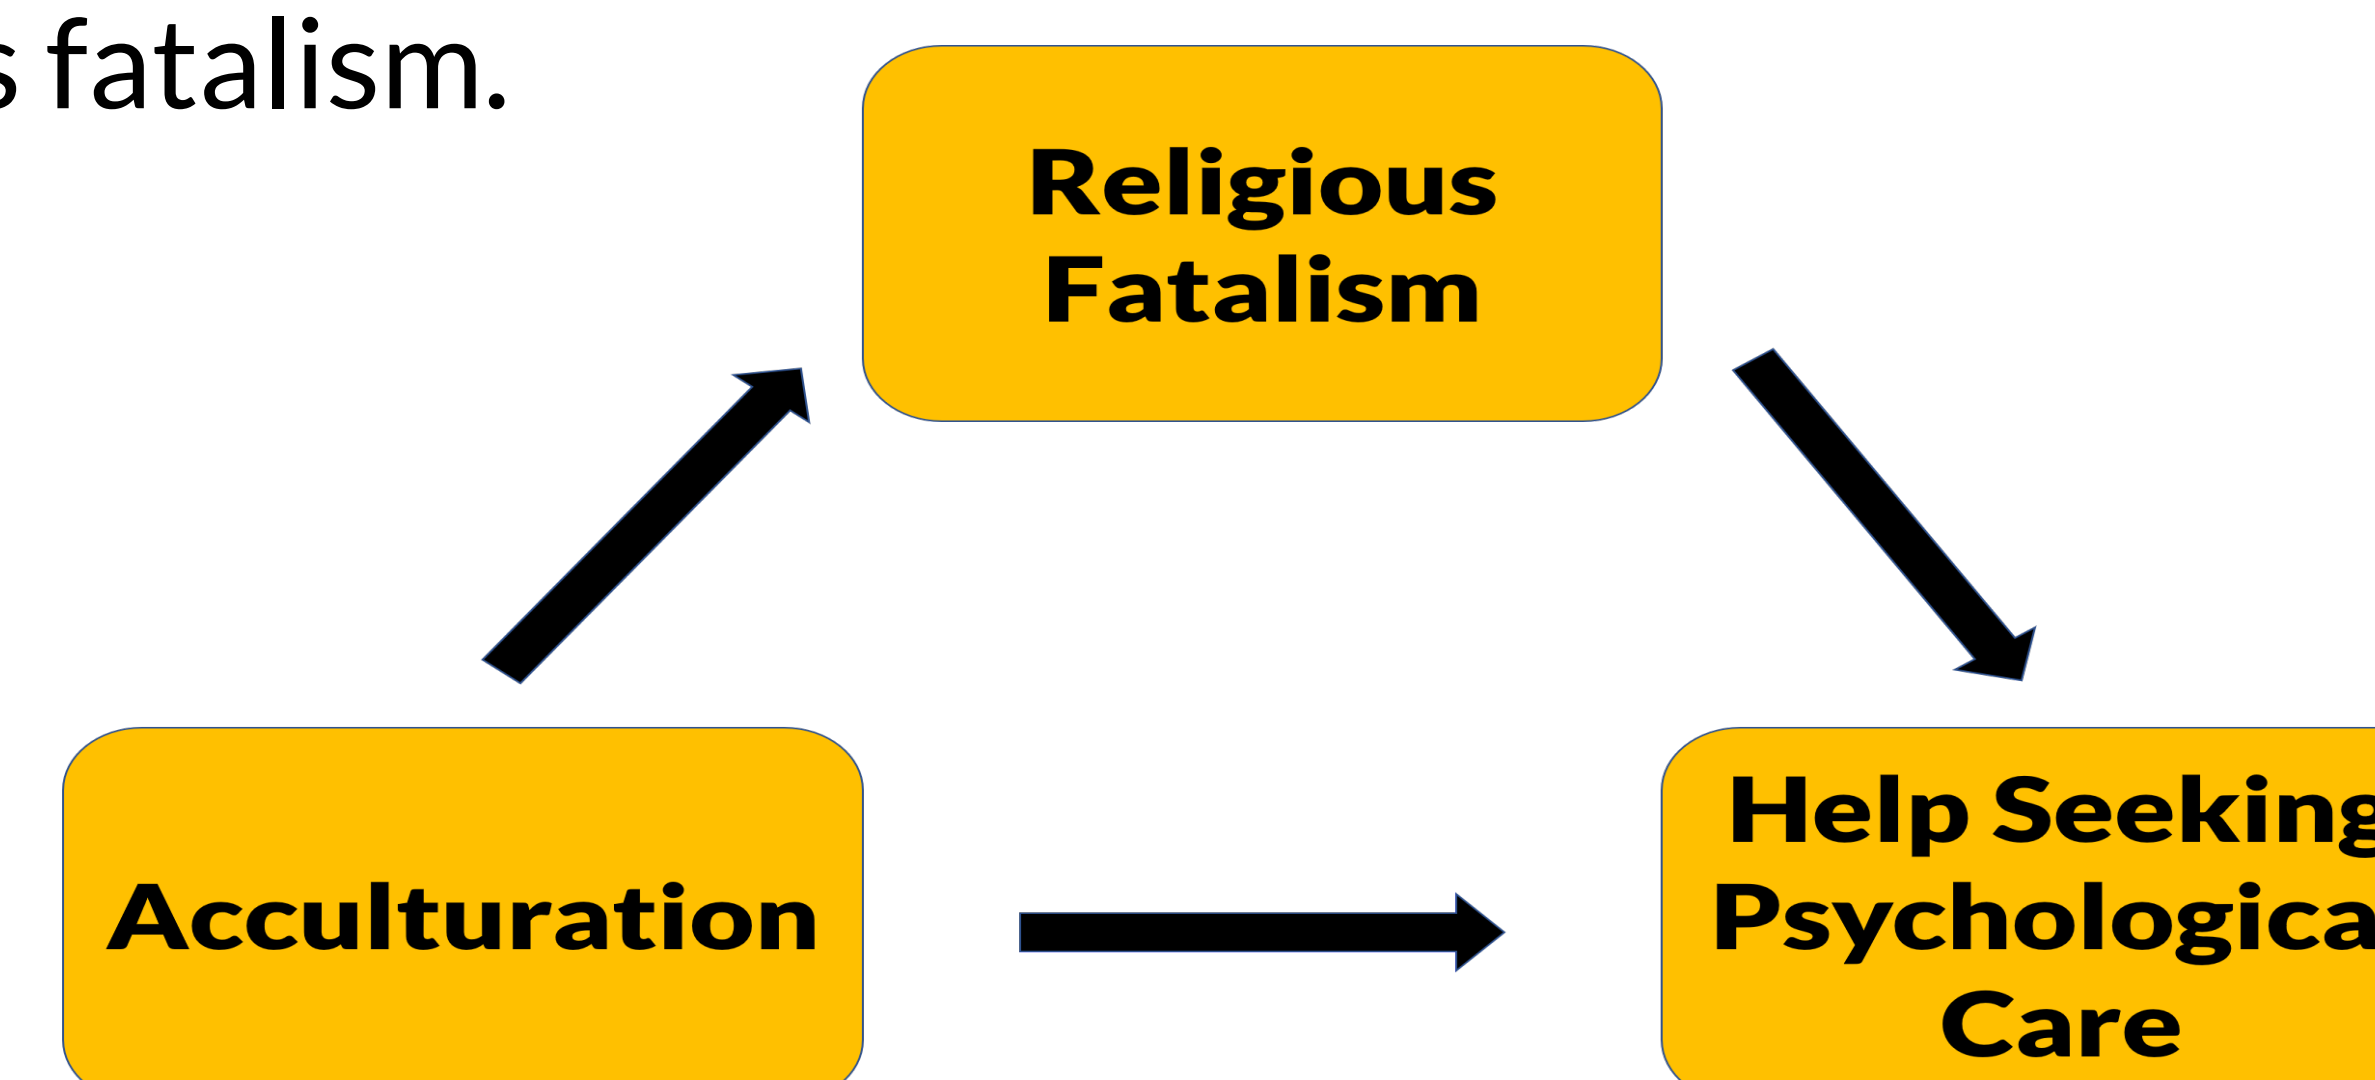 s fatalism.
Religious
Fatalism
Acculturation
Help Seeking
Psychologica
Care